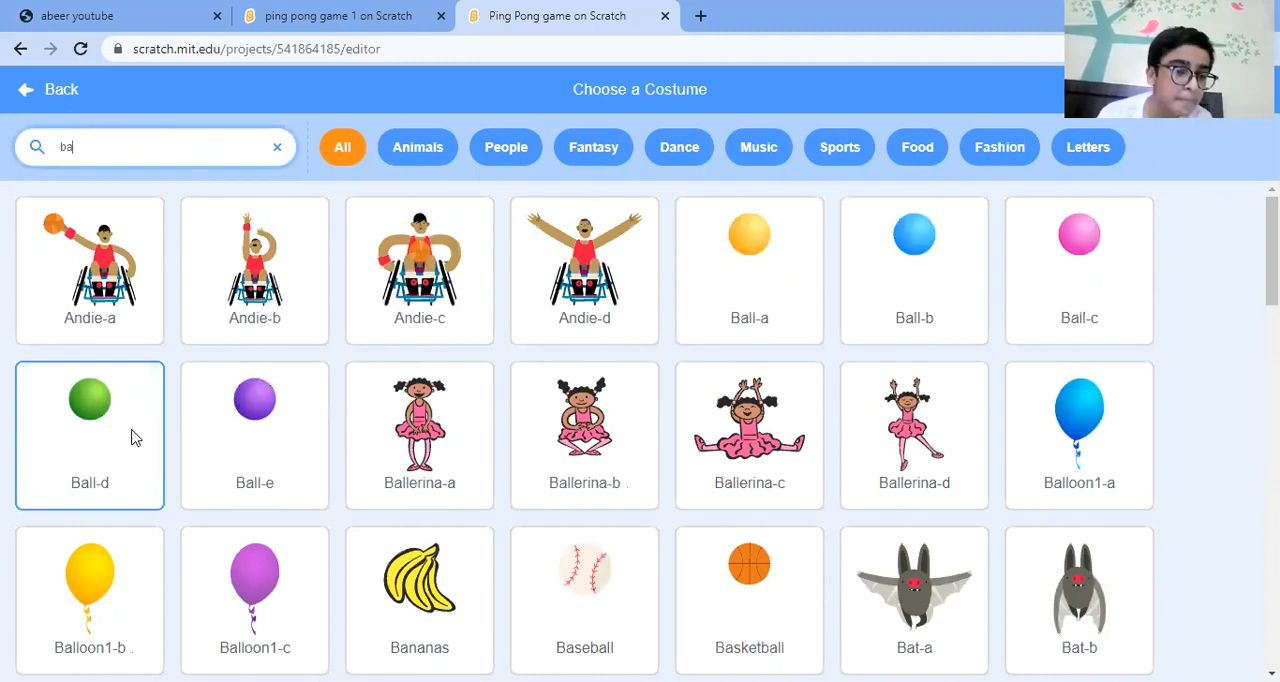 abeer youtube
ping pong game 1 on Scratch
Ping Pong game on Scratch
scratch.mit.edu/projects/541864185/editor
Back
Choose a Costume
ba
All
Animals
People
Fantasy
Dance
Music
Sports
Food
Fashion
Letters
Andie-a
Andie-b
Andie-c
Andie-d
Ball-a
Ball-b
Ball-c
Ball-d
Ball-e
Ballerina-a
Ballerina-b
Ballerina-c
Ballerina-d
Balloon1-a
Balloon1-b
Balloon1-c
Bananas
Baseball
Basketball
Bat-a
Bat-b